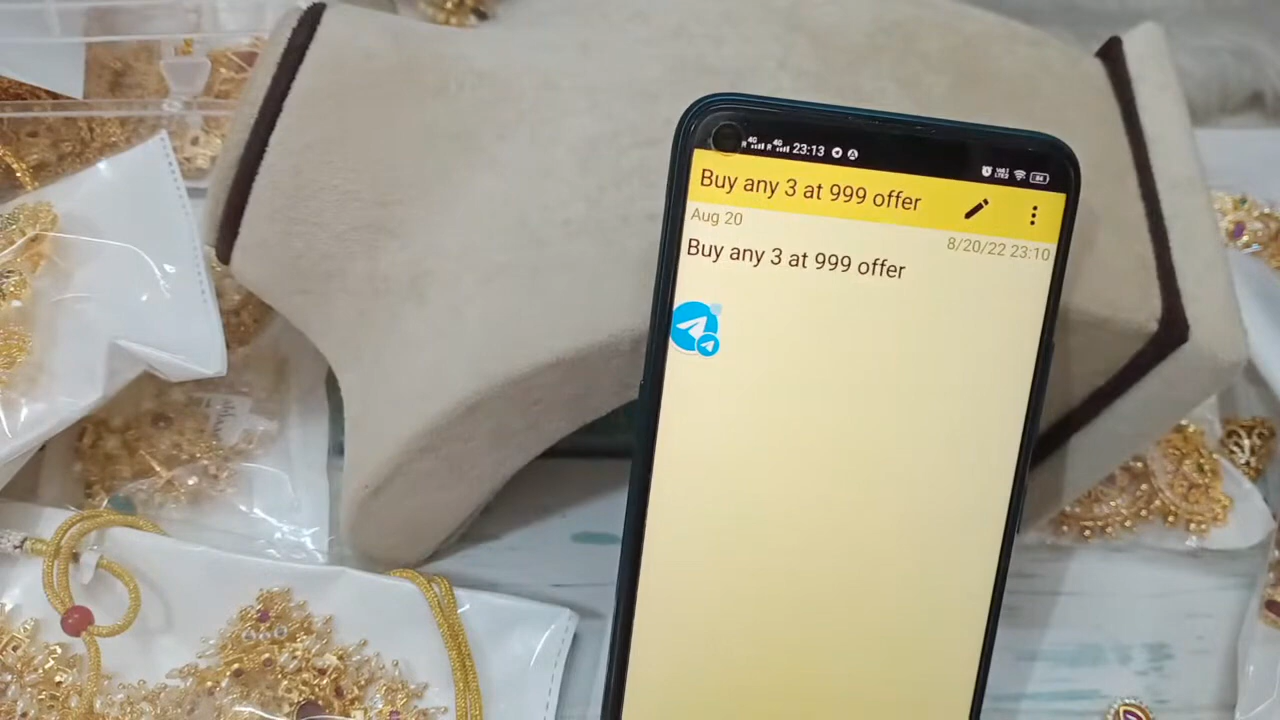 23:13
Buy any 3 at 999 offer
Aug 20
8/20/22 23:10
Buy any 3 at 999 offer